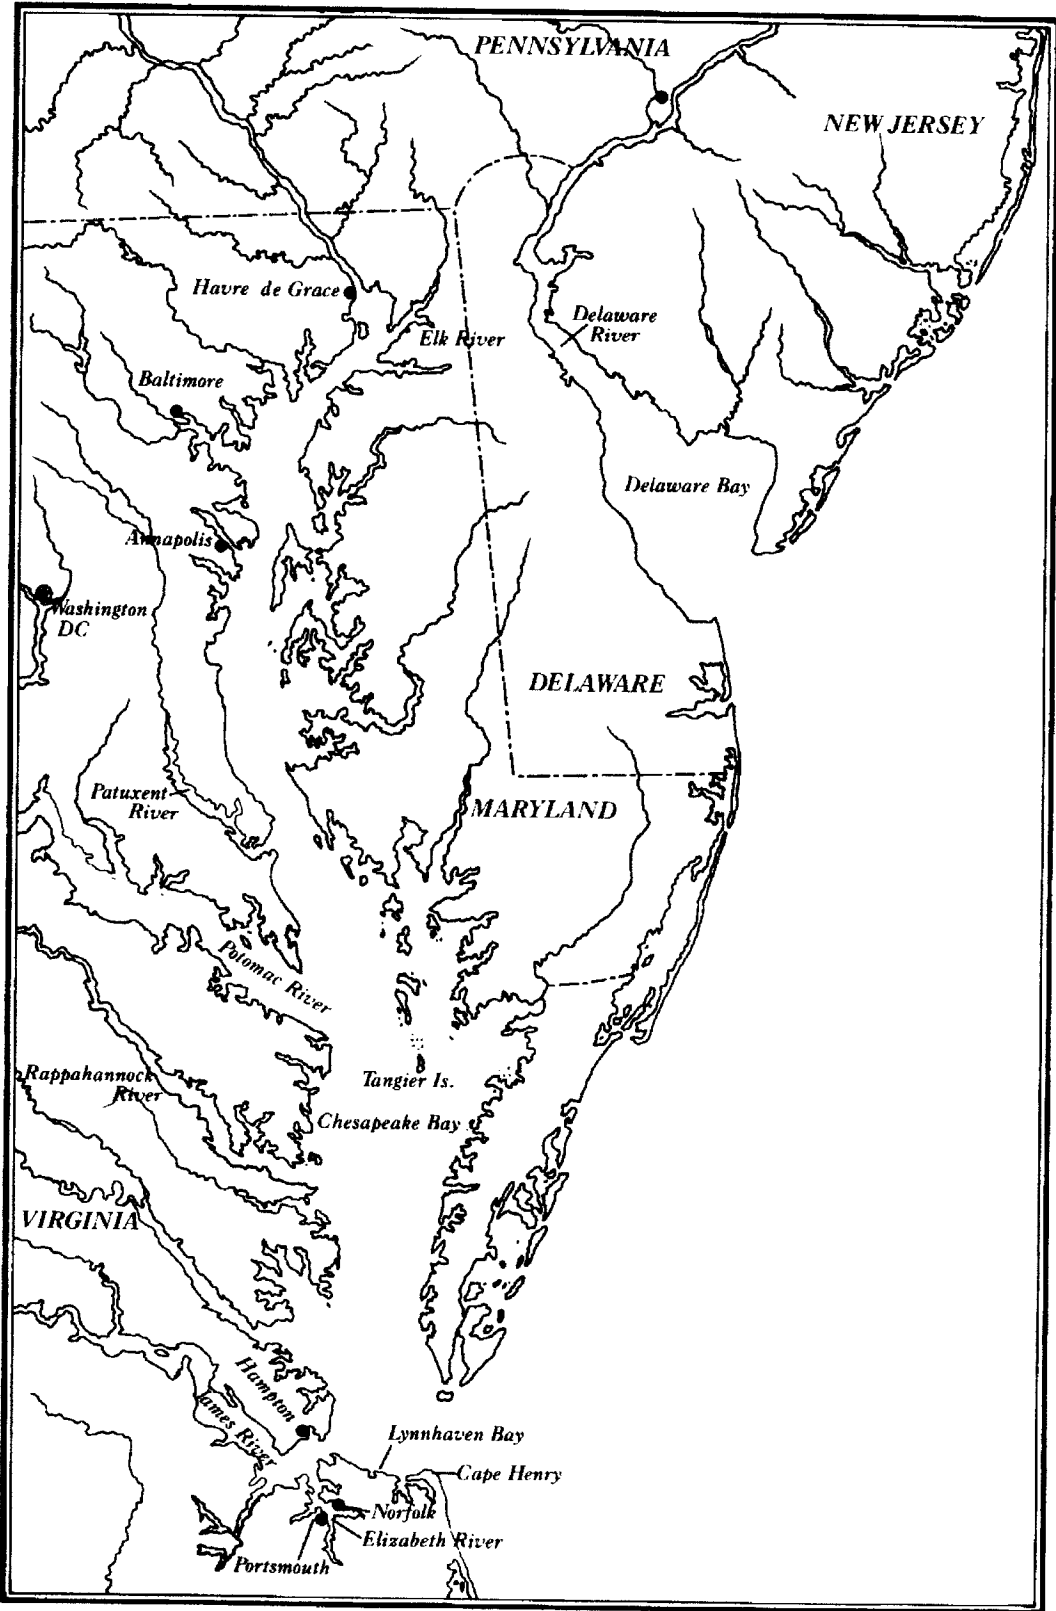 PENNSYLVANIA
NEW JERSEY
Havre de Grace
Elk River
Delaware
River
Baltimore
Delaware Bay
Annapolis
Washington
DC
DELAWARE
Patuxent
River
MARYLAND
Potomac River
Rappahannock
River
Tangier Is.
Chesapeake Bay
VIRGINIA
Hampton
James River
Lynnhaven Bay
Cape Henry
Norfolk
Elizabeth River
Portsmouth